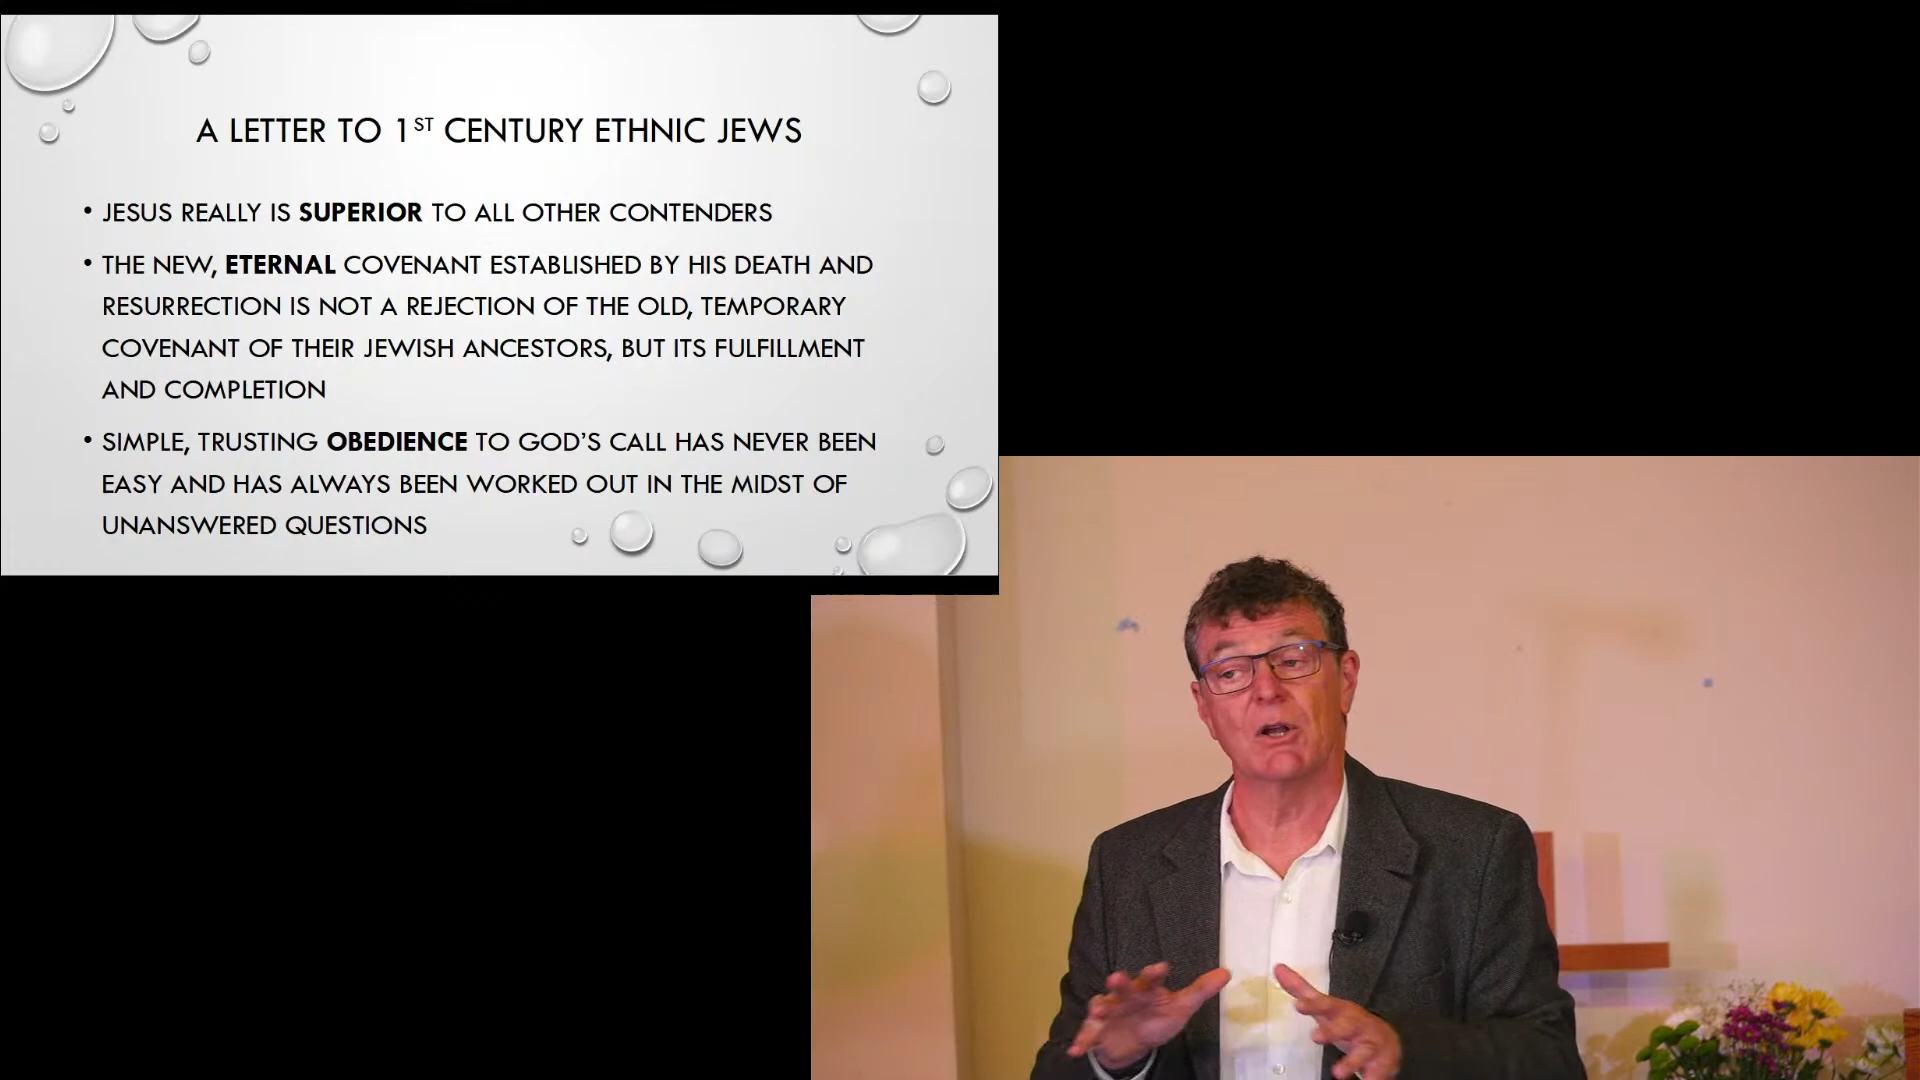 A LETTER TO 1ST CENTURY ETHNIC JEWS
• JESUS REALLY IS SUPERIOR TO ALL OTHER CONTENDERS
• THE NEW, ETERNAL COVENANT ESTABLISHED BY HIS DEATH AND
RESURRECTION IS NOT A REJECTION OF THE OLD, TEMPORARY
COVENANT OF THEIR JEWISH ANCESTORS, BUT ITS FULFILLMENT
AND COMPLETION
• SIMPLE, TRUSTING OBEDIENCE TO GOD'S CALL HAS NEVER BEEN
EASY AND HAS ALWAYS BEEN WORKED OUT IN THE MIDST OF
UNANSWERED QUESTIONS